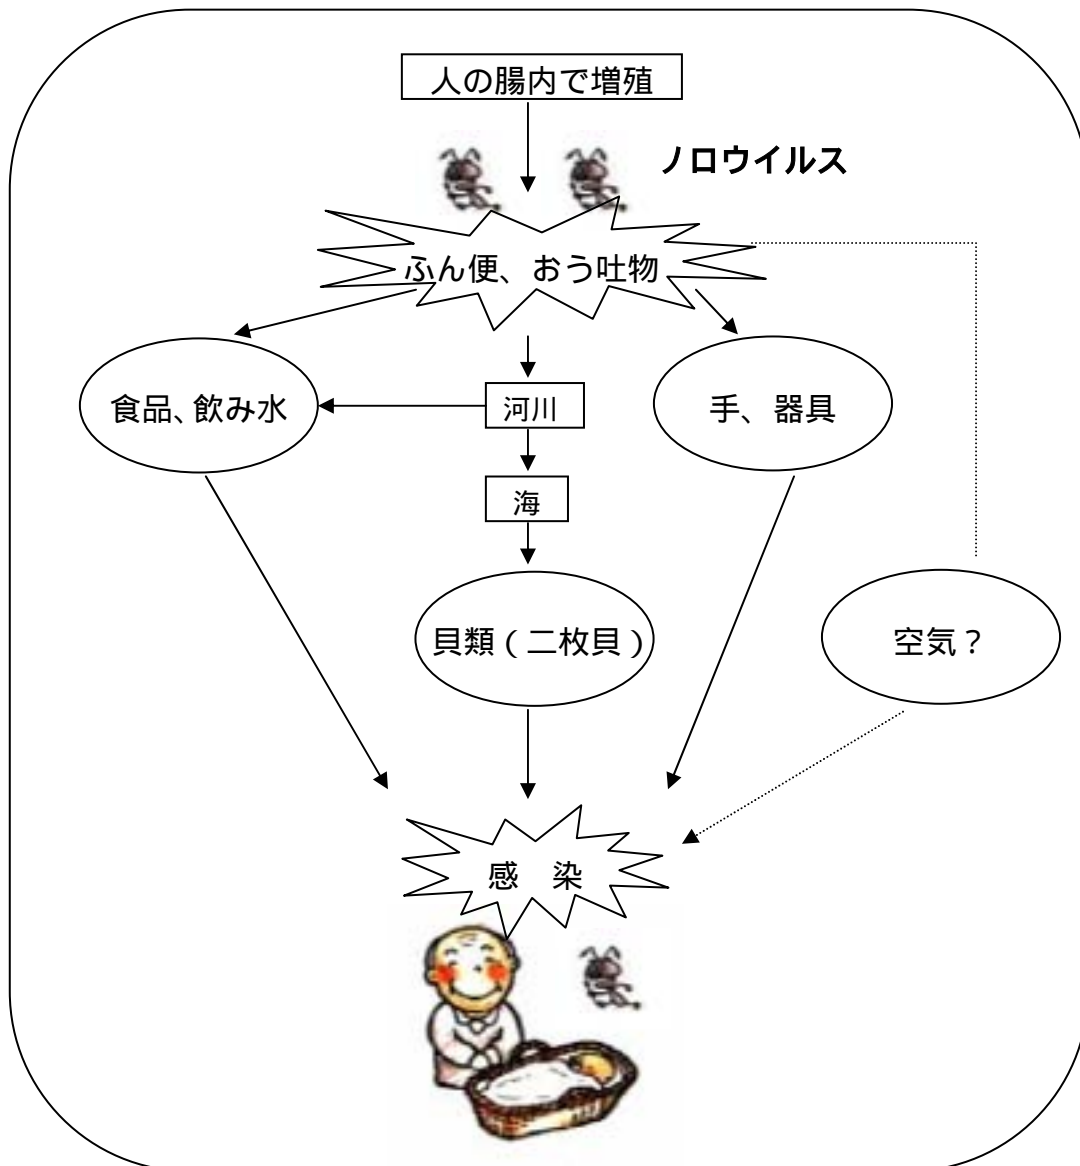 人の腸内で増殖
ノロウイルス
ふん便、おう吐物
食品、飲み水
河川
手、器具
海
貝類（二枚貝）
空気？
感　染